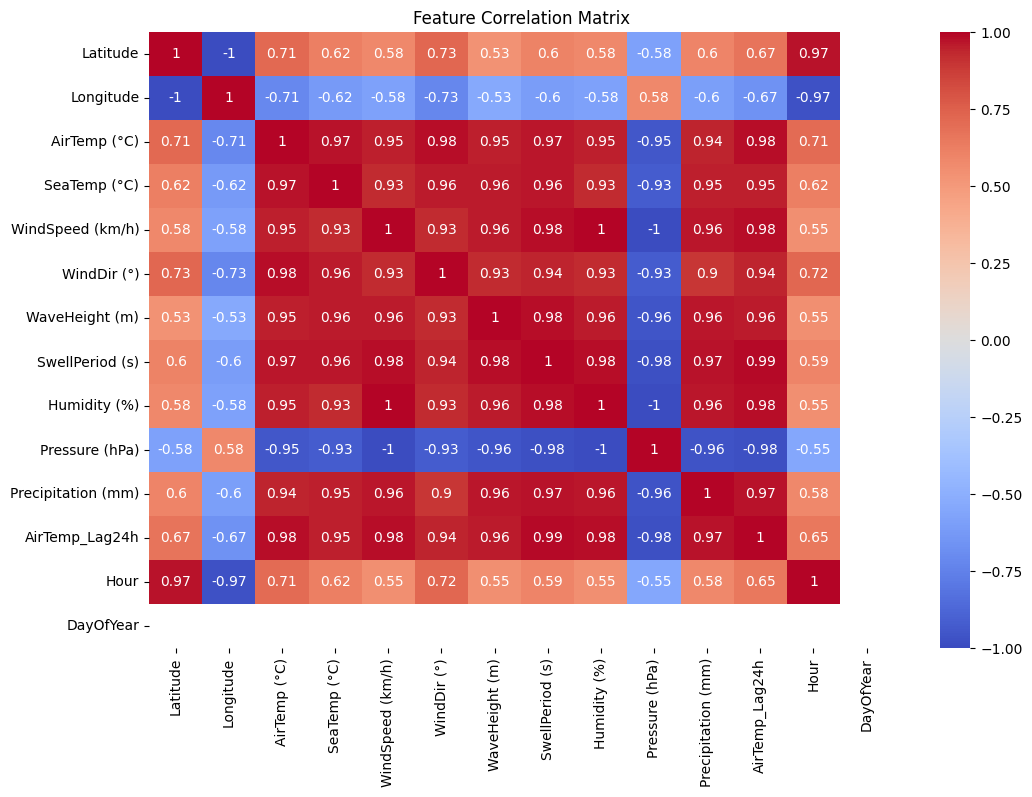 Feature Correlation Matrix
Latitude 1 -1 0.71 0.62 0.58 0.73 0.53 0.6 0.58 -0.58 0.6 0.67 0.97
Longitude -1 1 -0.71 -0.62 -0.58 -0.73 -0.53 -0.6 -0.58 0.58 -0.6 -0.67 -0.97
AirTemp (°C) 0.71 -0.71 1 0.97 0.95 0.98 0.95 0.97 0.95 -0.95 0.94 0.98 0.71
SeaTemp (°C) 0.62 -0.62 0.97 1 0.93 0.96 0.96 0.96 0.93 -0.93 0.95 0.95 0.62
WindSpeed (km/h) 0.58 -0.58 0.95 0.93 1 0.93 0.96 0.98 1 -1 0.96 0.98 0.55
WindDir (°) 0.73 -0.73 0.98 0.96 0.93 1 0.93 0.94 0.93 -0.93 0.9 0.94 0.72
WaveHeight (m) 0.53 -0.53 0.95 0.96 0.96 0.93 1 0.98 0.96 -0.96 0.96 0.96 0.55
SwellPeriod (s) 0.6 -0.6 0.97 0.96 0.98 0.94 0.98 1 0.98 -0.98 0.97 0.99 0.59
Humidity (%) 0.58 -0.58 0.95 0.93 1 0.93 0.96 0.98 1 -1 0.96 0.98 0.55
Pressure (hPa) -0.58 0.58 -0.95 -0.93 -1 -0.93 -0.96 -0.98 -1 1 -0.96 -0.98 -0.55
Precipitation (mm) 0.6 -0.6 0.94 0.95 0.96 0.9 0.96 0.97 0.96 -0.96 1 0.97 0.58
AirTemp_Lag24h 0.67 -0.67 0.98 0.95 0.98 0.94 0.96 0.99 0.98 -0.98 0.97 1 0.65
Hour 0.97 -0.97 0.71 0.62 0.55 0.72 0.55 0.59 0.55 -0.55 0.58 0.65 1
DayOfYear
Latitude
Longitude
AirTemp (°C)
SeaTemp (°C)
WindSpeed (km/h)
WindDir (°)
WaveHeight (m)
SwellPeriod (s)
Humidity (%)
Pressure (hPa)
Precipitation (mm)
AirTemp_Lag24h
Hour
DayOfYear
1.00
0.75
0.50
0.25
0.00
−0.25
−0.50
−0.75
−1.00